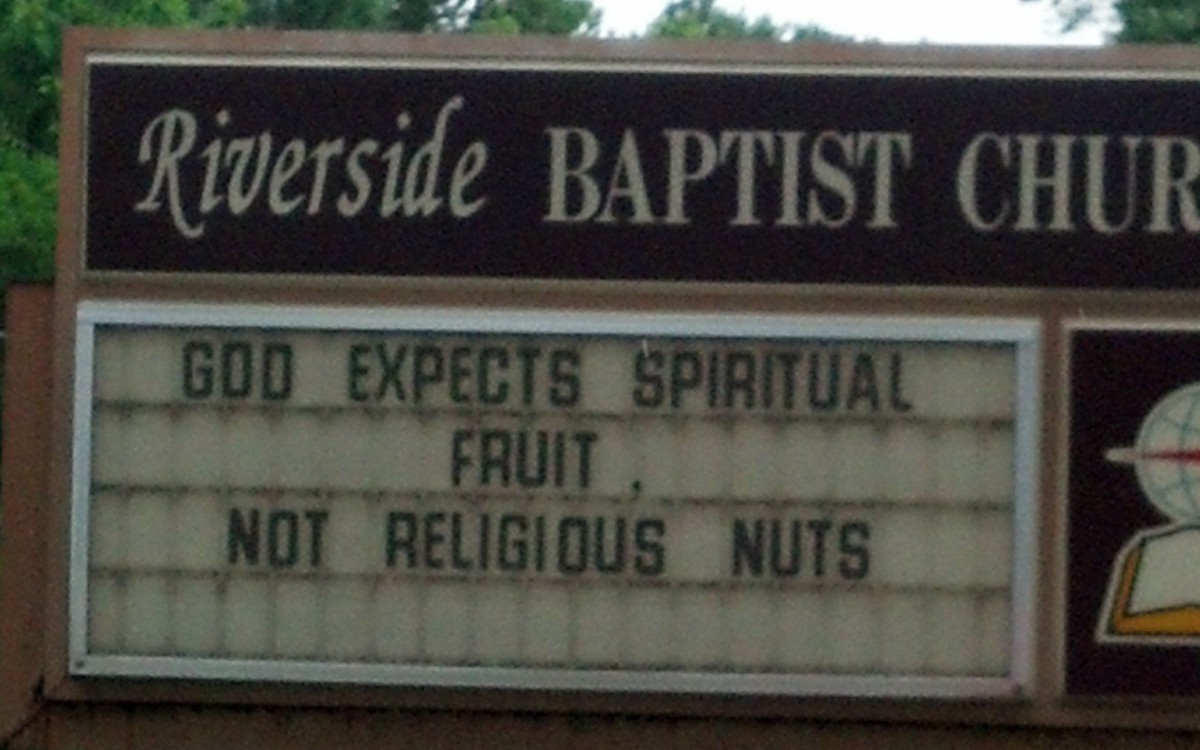 Riverside BAPTIST CHUR
GOD EXPECTS SPIRITUAL
FRUIT ,
NOT RELIGIOUS NUTS